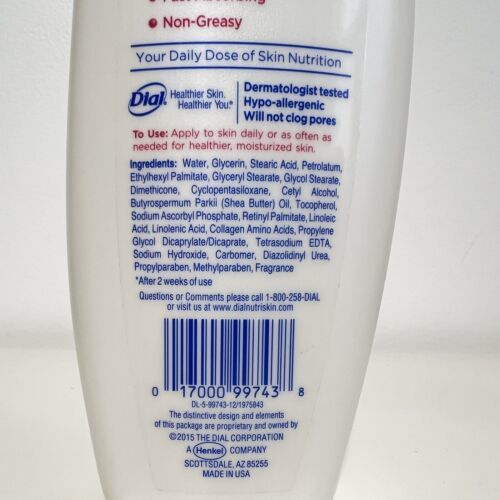 Fast Absorbing
• Non-Greasy
Your Daily Dose of Skin Nutrition
Dial®
Healthier Skin.
Healthier You.®
Dermatologist tested
Hypo-allergenic
Will not clog pores
To Use: Apply to skin daily or as often as
needed for healthier, moisturized skin.
Ingredients: Water, Glycerin, Stearic Acid, Petrolatum,
Ethylhexyl Palmitate, Glyceryl Stearate, Glycol Stearate,
Dimethicone, Cyclopentasiloxane, Cetyl Alcohol,
Butyrospermum Parkii (Shea Butter) Oil, Tocopherol,
Sodium Ascorbyl Phosphate, Retinyl Palmitate, Linoleic
Acid, Linolenic Acid, Collagen Amino Acids, Propylene
Glycol Dicaprylate/Dicaprate, Tetrasodium EDTA,
Sodium Hydroxide, Carbomer, Diazolidinyl Urea,
Propylparaben, Methylparaben, Fragrance
*After 2 weeks of use
Questions or Comments please call 1-800-258-DIAL
or visit us at www.dialnutriskin.com
0 17000 99743 8
DL-5-99743-12/1975843
The distinctive design and elements
of this package are proprietary and owned by
©2015 THE DIAL CORPORATION
A Henkel COMPANY
SCOTTSDALE, AZ 85255
MADE IN USA